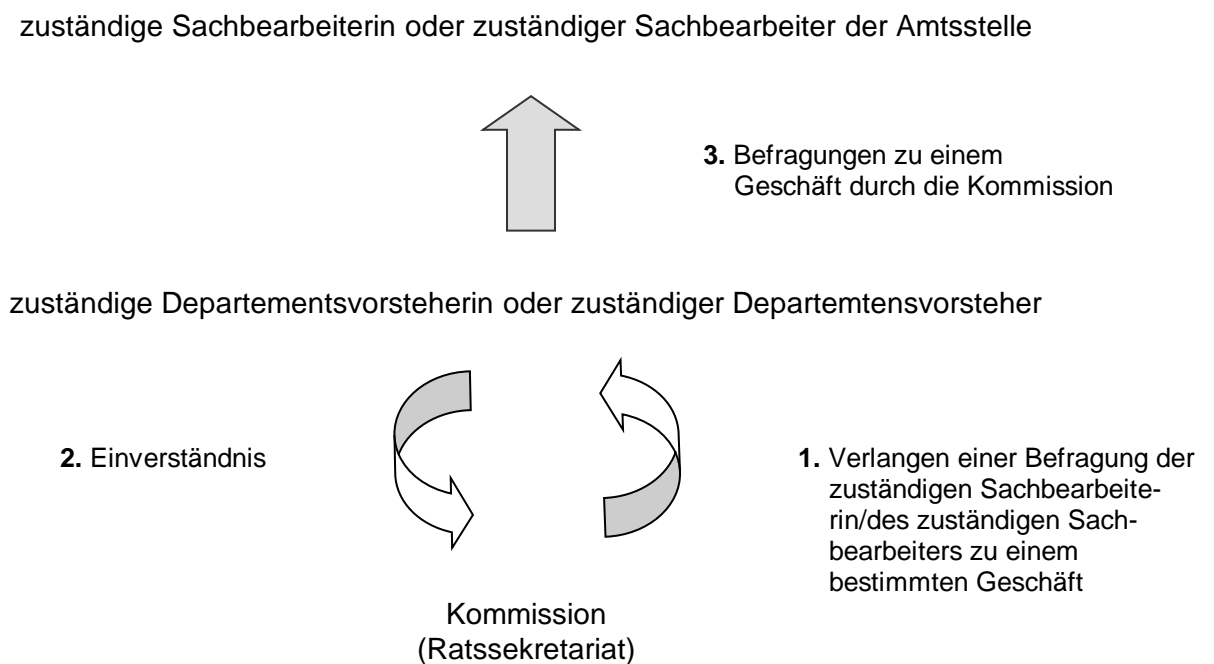 zuständige Sachbearbeiterin oder zuständiger Sachbearbeiter der Amtsstelle
3. Befragungen zu einem
Geschäft durch die Kommission
zuständige Departementsvorsteherin oder zuständiger Departemtensvorsteher
2. Einverständnis
1. Verlangen einer Befragung der
zuständigen Sachbearbeite-
rin/des zuständigen Sach-
bearbeiters zu einem
bestimmten Geschäft
Kommission
(Ratssekretariat)